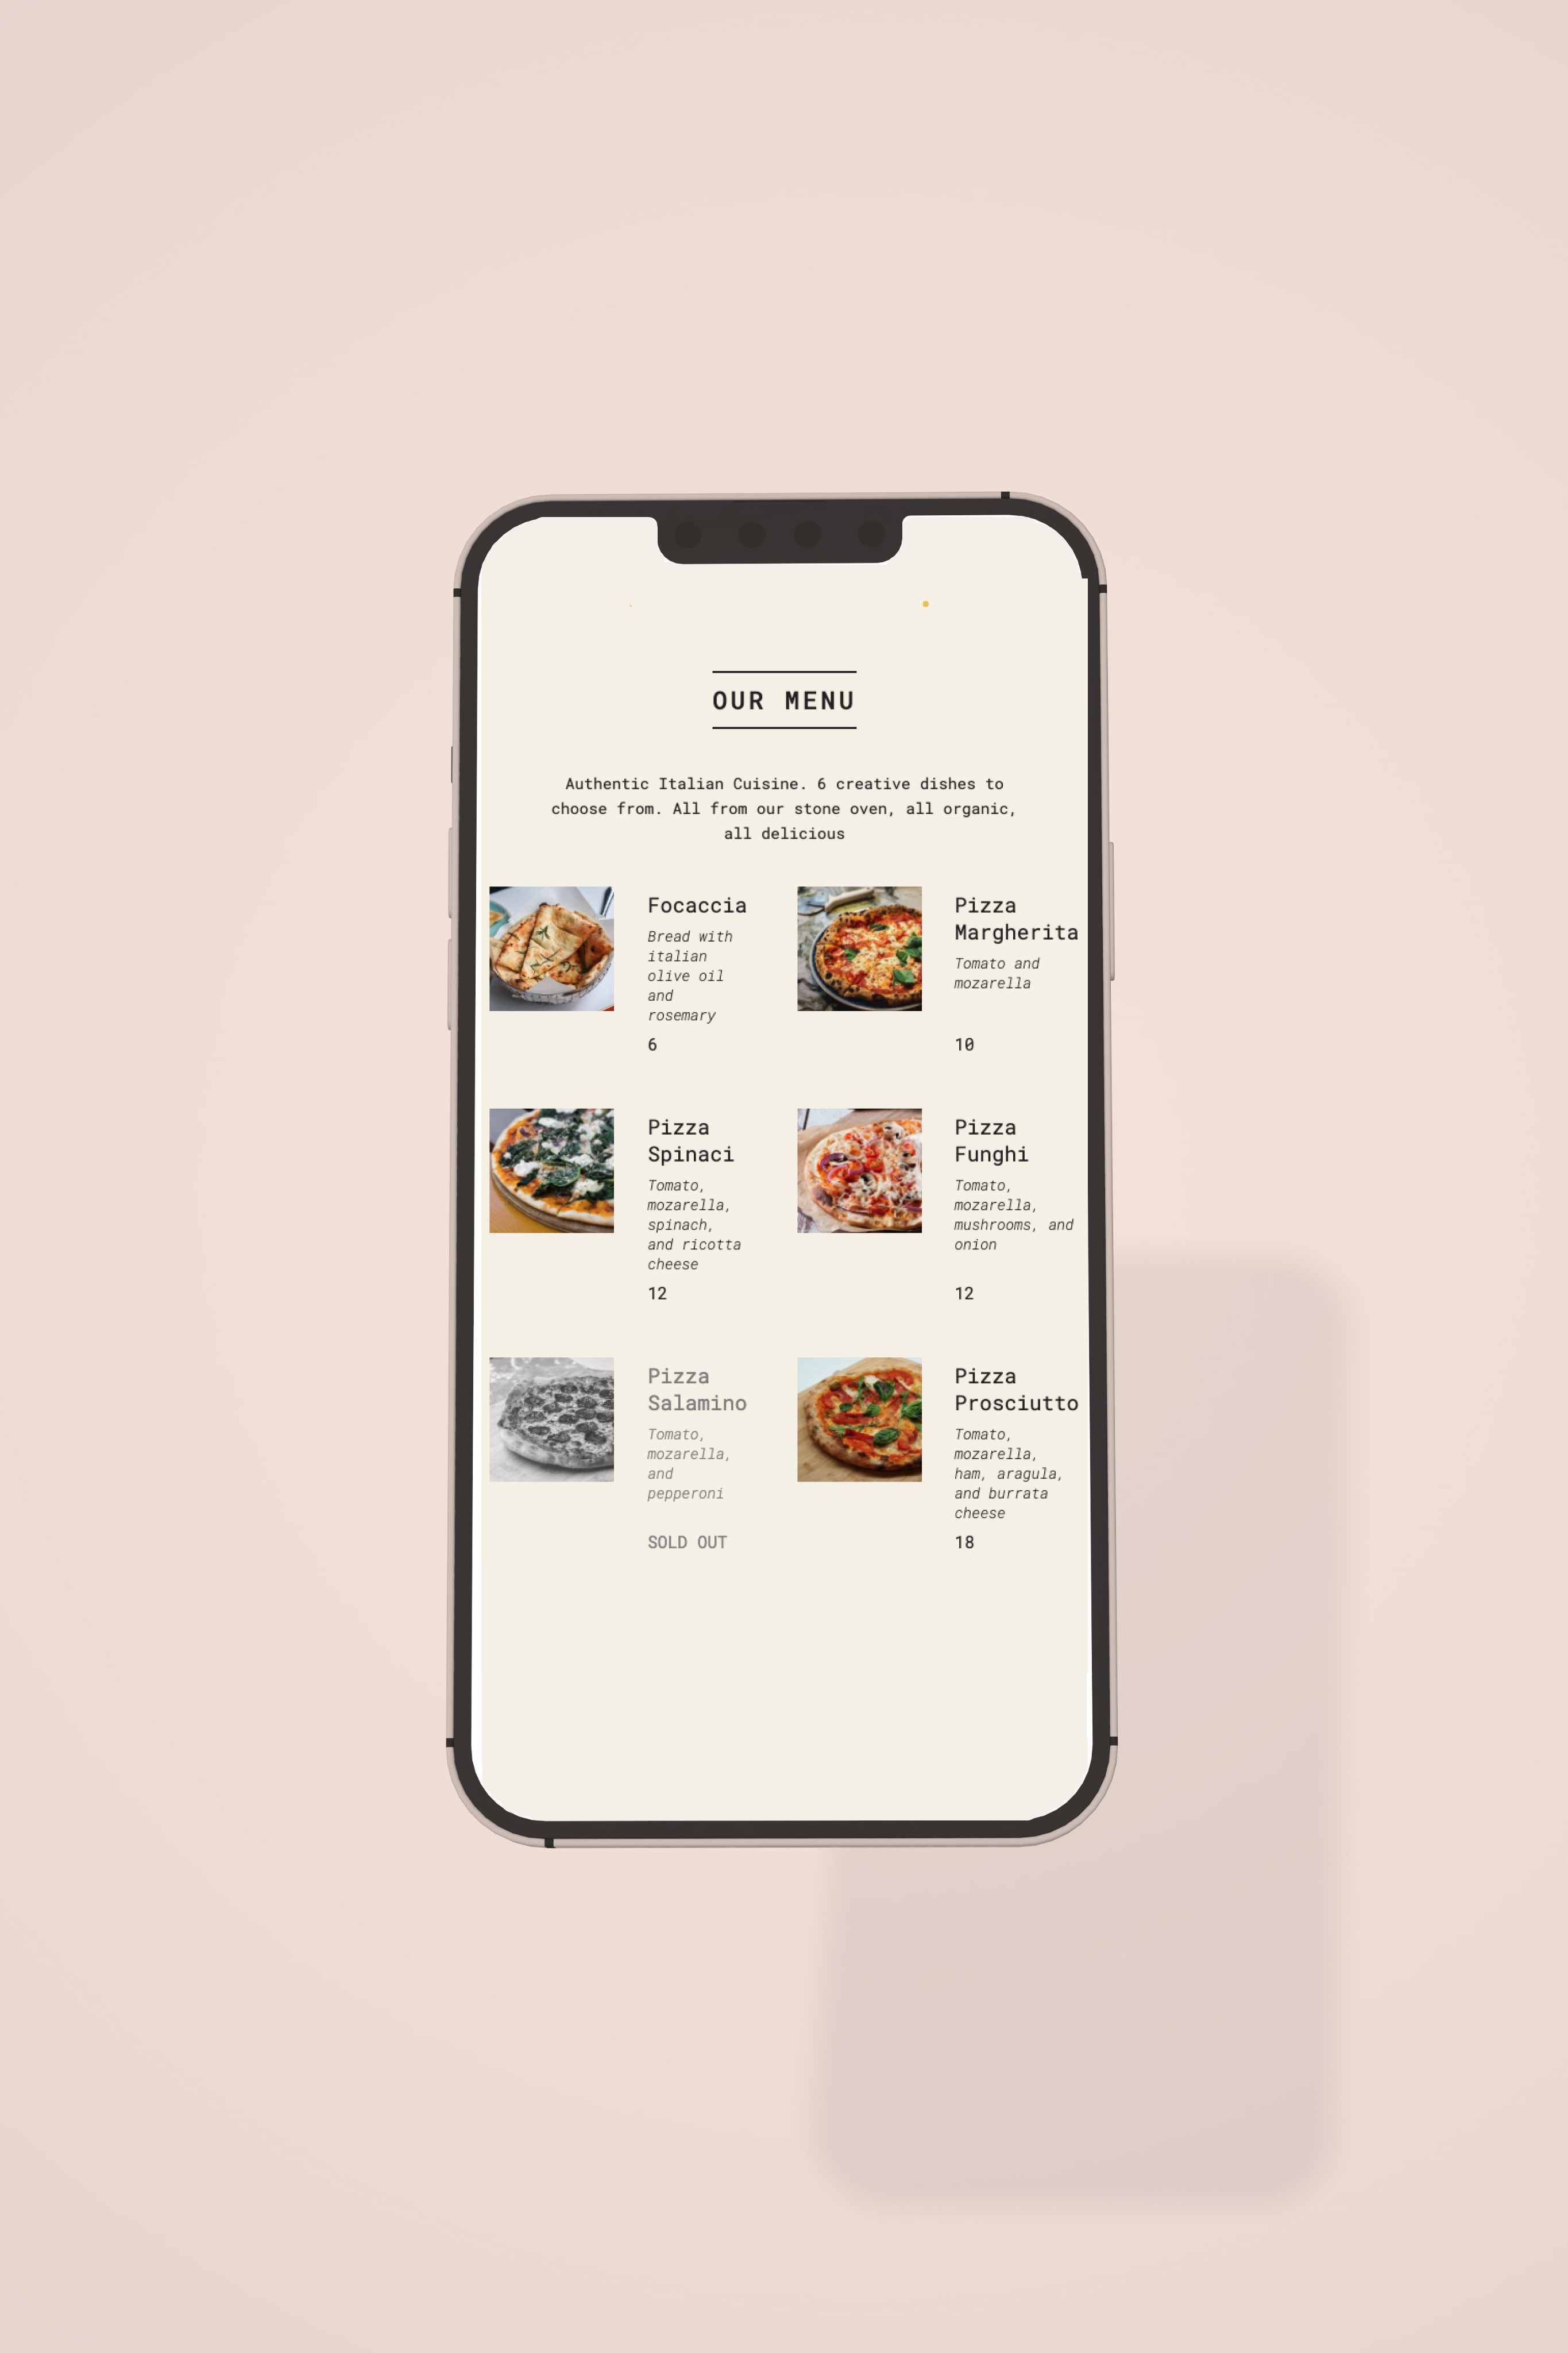 OUR MENU
Authentic Italian Cuisine. 6 creative dishes to
choose from. All from our stone oven, all organic,
all delicious
Focaccia
Bread with
italian
olive oil
and
rosemary
6
Pizza
Margherita
Tomato and
mozarella
10
Pizza
Spinaci
Tomato,
mozarella,
spinach,
and ricotta
cheese
12
Pizza
Funghi
Tomato,
mozarella,
mushrooms, and
onion
12
Pizza
Salamino
Tomato,
mozarella,
and
pepperoni
SOLD OUT
Pizza
Prosciutto
Tomato,
mozarella,
ham, aragula,
and burrata
cheese
18